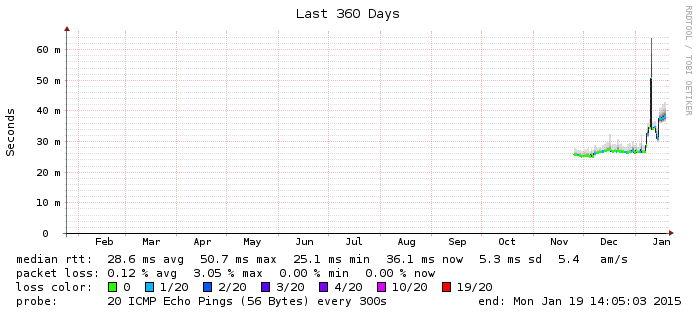 Last 360 Days
RRDTOOL / TOBI OETIKER
Seconds
60 m
50 m
40 m
30 m
20 m
10 m
0
Feb Mar Apr May Jun Jul Aug Sep Oct Nov Dec Jan
median rtt: 28.6 ms avg 50.7 ms max 25.1 ms min 36.1 ms now 5.3 ms sd 5.4 am/s
packet loss: 0.12 % avg 3.05 % max 0.00 % min 0.00 % now
loss color: 0 1/20 2/20 3/20 4/20 10/20 19/20
probe: 20 ICMP Echo Pings (56 Bytes) every 300s end: Mon Jan 19 14:05:03 2015